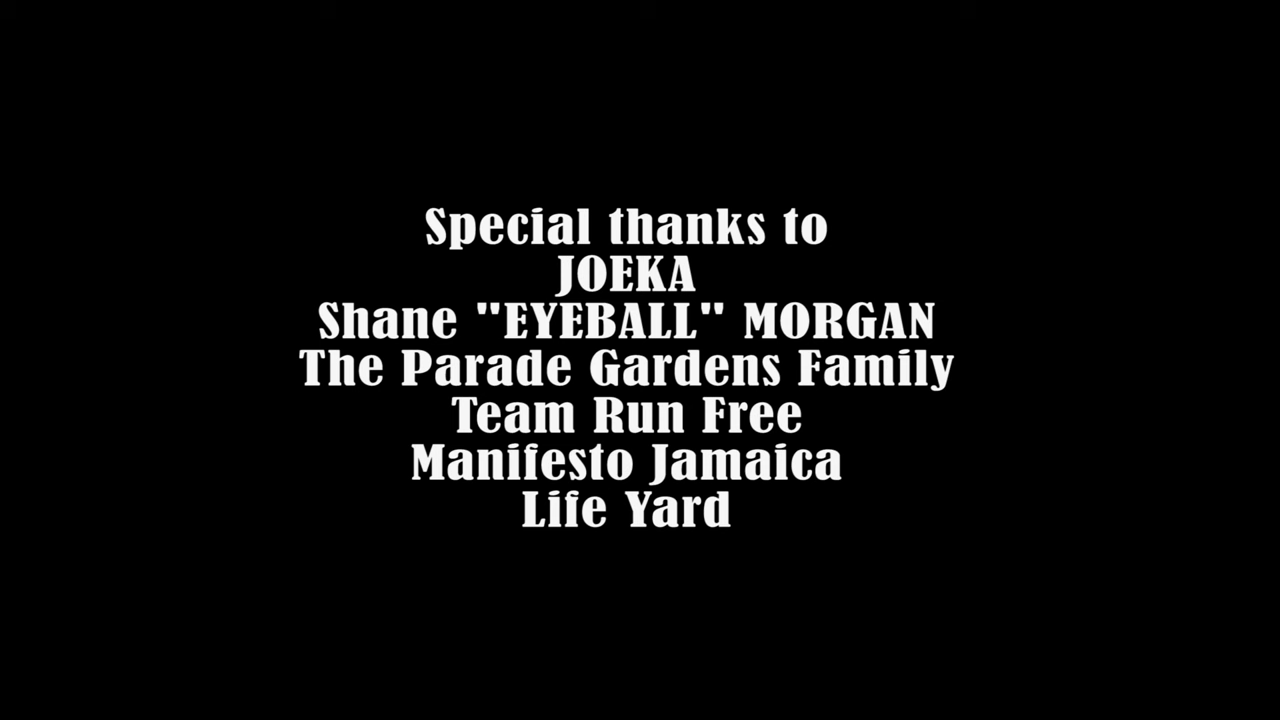 Special thanks to
JOEKA
Shane "EYEBALL" MORGAN
The Parade Gardens Family
Team Run Free
Manifesto Jamaica
Life Yard